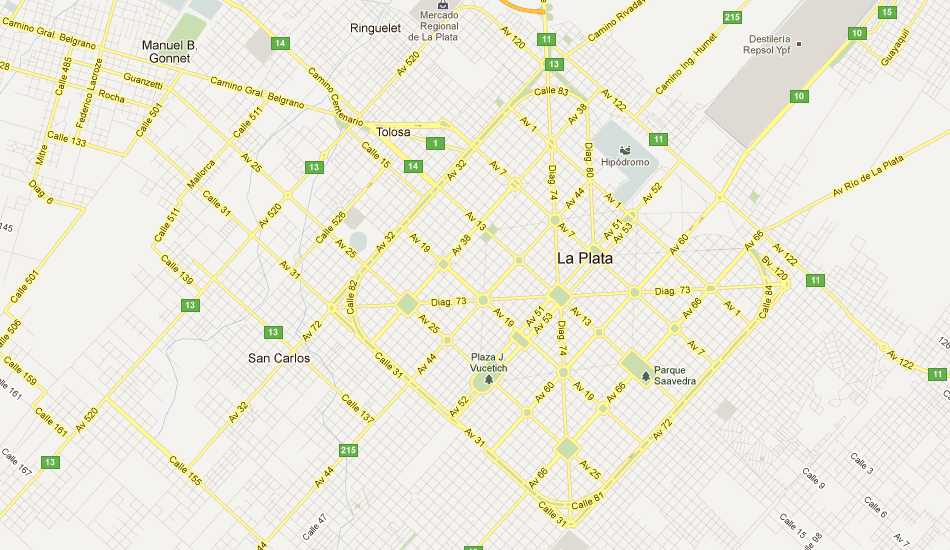 Mercado
Regional
de La Plata
Camino Rivadav
215
15
Ringuelet
Camino Gral Belgrano
Manuel B.
Gonnet
14
Av 120
11
Destilería
Repsol Ypf
10
Guayaquil
Av 520
13
Camino Ing. Humet
28
Calle 485
Federico Lacroze
Guanzetti
Rocha
Calle 501
Camino Gral Belgrano
Camino Centenario
Calle 83
Av 122
10
Calle 511
Av 1
Av 38
Calle 133
Mitre
Tolosa
1
11
Hipódromo
Av 25
Calle 15
14
Av 32
Av 7
Diag. 74
Diag. 80
Av Río de La Plata
13
Mallorca
Diag. 6
Calle 31
Av 520
Calle 526
Av 44
Av 52
Calle 511
Av 13
Av 7
Av 51
Av 53
145
Av 25
Av 32
Av 19
Av 38
Av 60
Av 66
Av 122
La Plata
Calle 139
Av 31
Calle 501
Calle 82
Bv. 120
Calle 84
11
13
Diag. 73
Diag. 73
Calle 506
13
Av 72
Av 25
Av 19
Av 51
Av 53
Av 13
Av 66
Av 1
Diag. 74
San Carlos
Calle 31
Av 44
Plaza J.
Vucetich
Av 7
Av 122
Parque
Saavedra
11
Calle 159
Calle 161
Av 60
Av 19
Av 66
Calle 161
Av 520
Av 32
Calle 137
Av 52
Av 72
Av 31
215
Calle 167
13
Calle 155
Av 44
Av 66
Av 25
Calle 3
Calle 9
Calle 81
Calle 31
Calle 47
Calle 6
Calle 15
Av 7
44